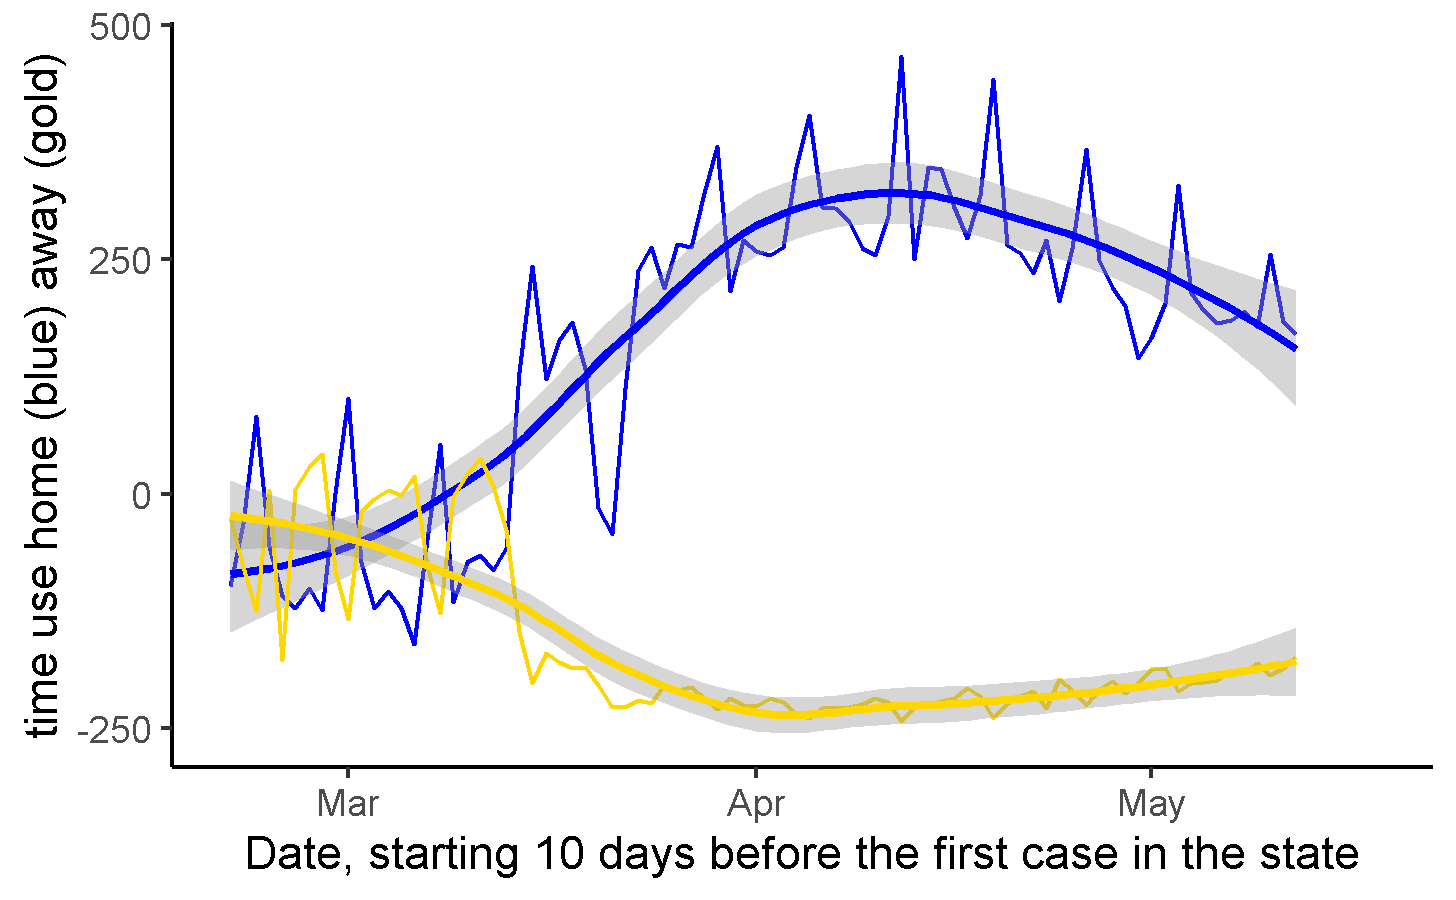 time use home (blue) away (gold)
500
250
0
-250
Mar Apr May
Date, starting 10 days before the first case in the state